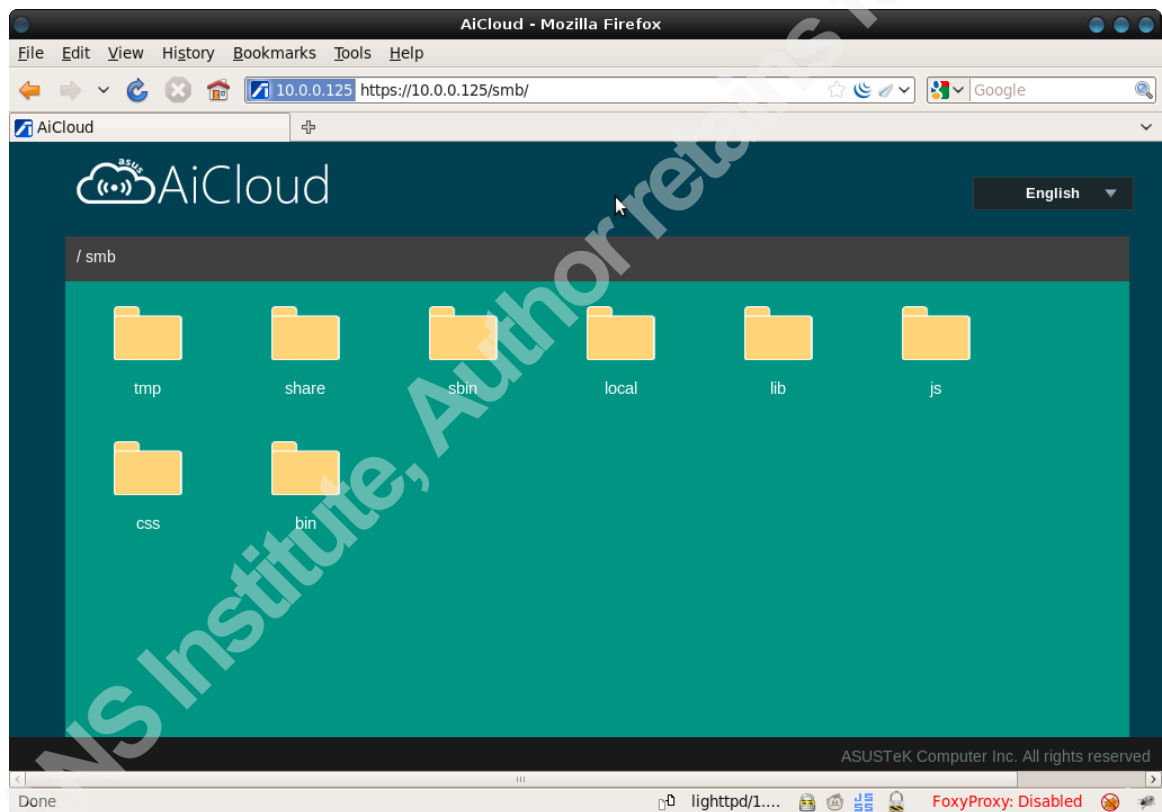 AiCloud - Mozilla Firefox
File Edit View History Bookmarks Tools Help
10.0.0.125 https://10.0.0.125/smb/ Google
AiCloud
asus AiCloud
English
/ smb
tmp share sbin local lib js
css bin
NS Institute, Author retains
ASUSTeK Computer Inc. All rights reserved
Done lighttpd/1.... FoxyProxy: Disabled